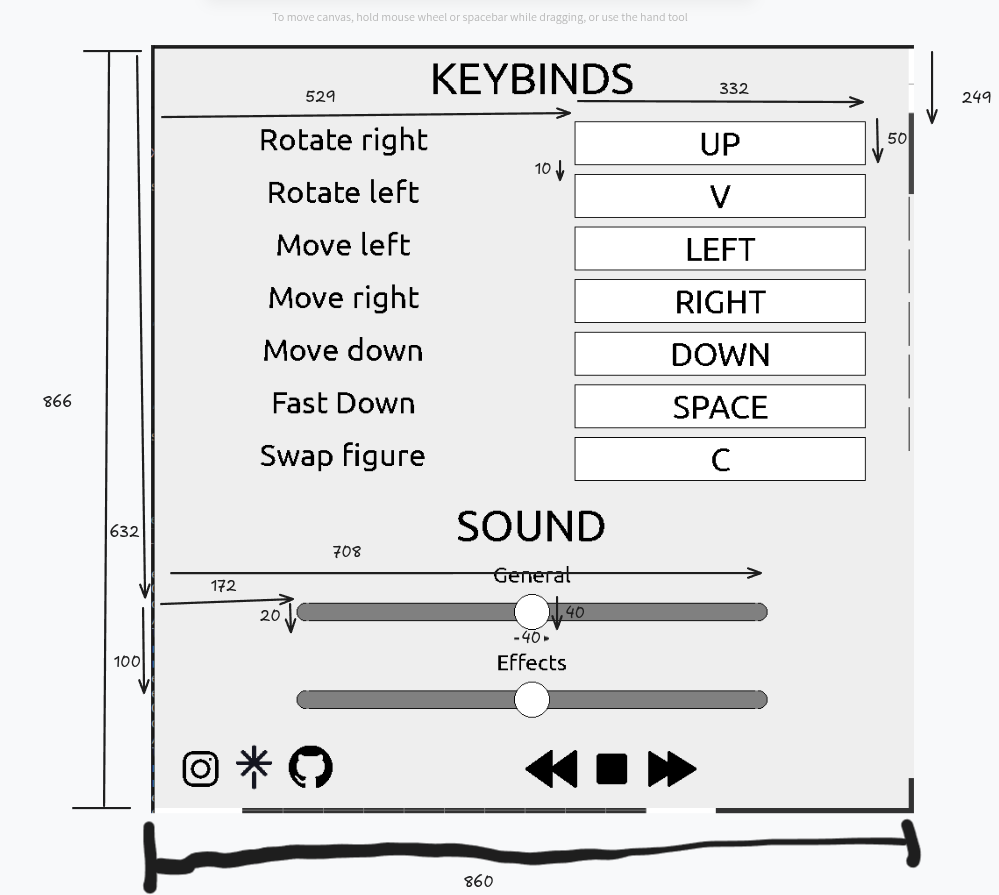 To move canvas, hold mouse wheel or spacebar while dragging, or use the hand tool
KEYBINDS
529
332
249
Rotate right
UP
50
10
Rotate left
V
Move left
LEFT
Move right
RIGHT
Move down
DOWN
866
Fast Down
SPACE
Swap figure
C
632
SOUND
708
General
172
20
40
-40-
100
Effects
860